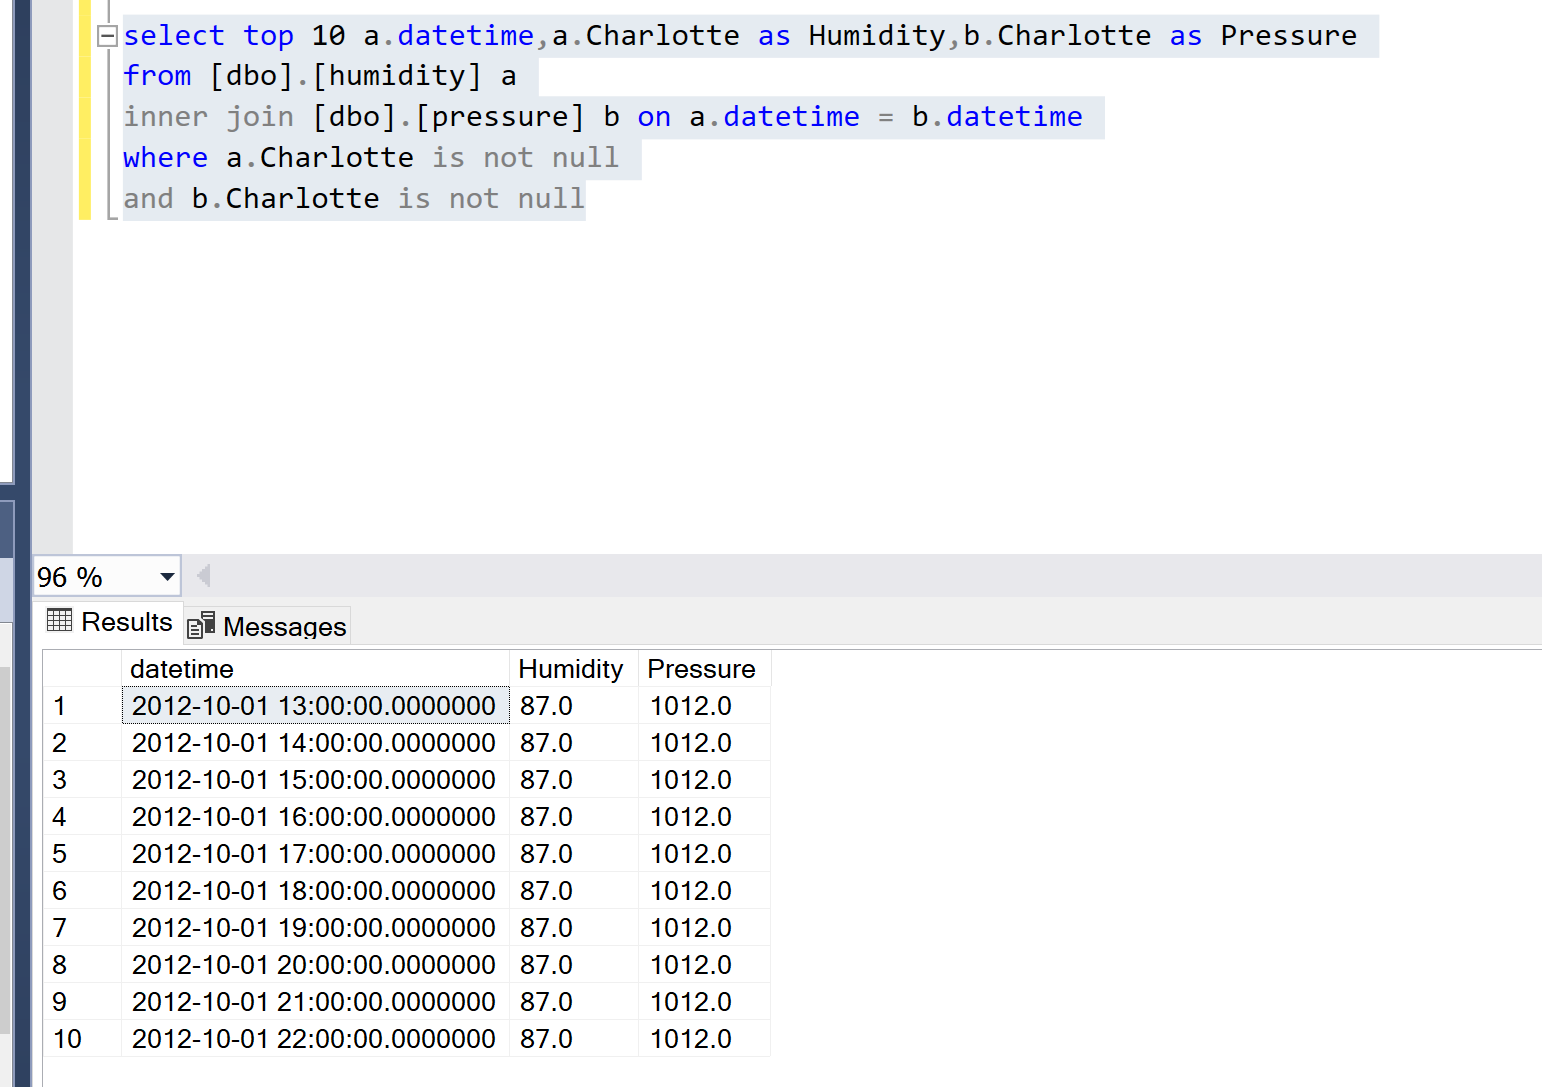 select top 10 a.datetime,a.Charlotte as Humidity,b.Charlotte as Pressure
from [dbo].[humidity] a
inner join [dbo].[pressure] b on a.datetime = b.datetime
where a.Charlotte is not null
and b.Charlotte is not null
96 %
Results Messages
datetime Humidity Pressure
1 2012-10-01 13:00:00.0000000 87.0 1012.0
2 2012-10-01 14:00:00.0000000 87.0 1012.0
3 2012-10-01 15:00:00.0000000 87.0 1012.0
4 2012-10-01 16:00:00.0000000 87.0 1012.0
5 2012-10-01 17:00:00.0000000 87.0 1012.0
6 2012-10-01 18:00:00.0000000 87.0 1012.0
7 2012-10-01 19:00:00.0000000 87.0 1012.0
8 2012-10-01 20:00:00.0000000 87.0 1012.0
9 2012-10-01 21:00:00.0000000 87.0 1012.0
10 2012-10-01 22:00:00.0000000 87.0 1012.0